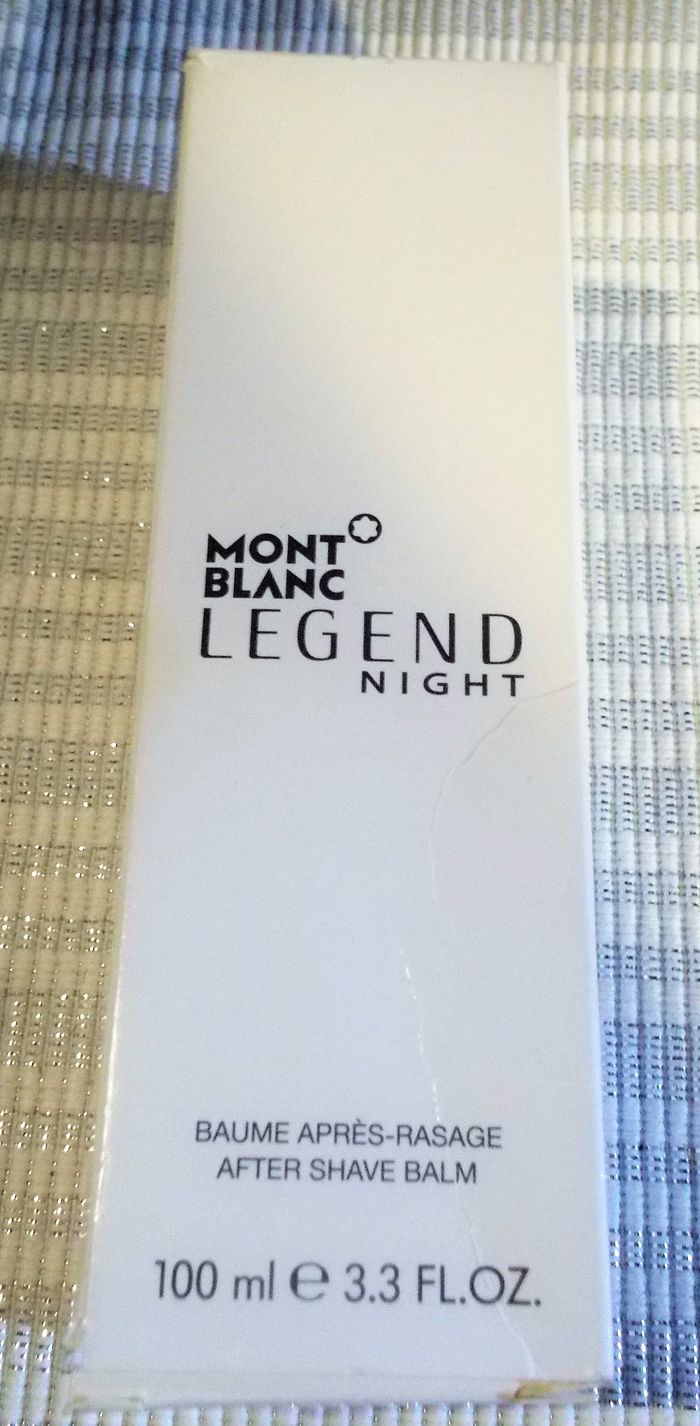 MONT
BLANC
LEGEND
NIGHT
BAUME APRÈS-RASAGE
AFTER SHAVE BALM
100 ml ℮ 3.3 FL.OZ.